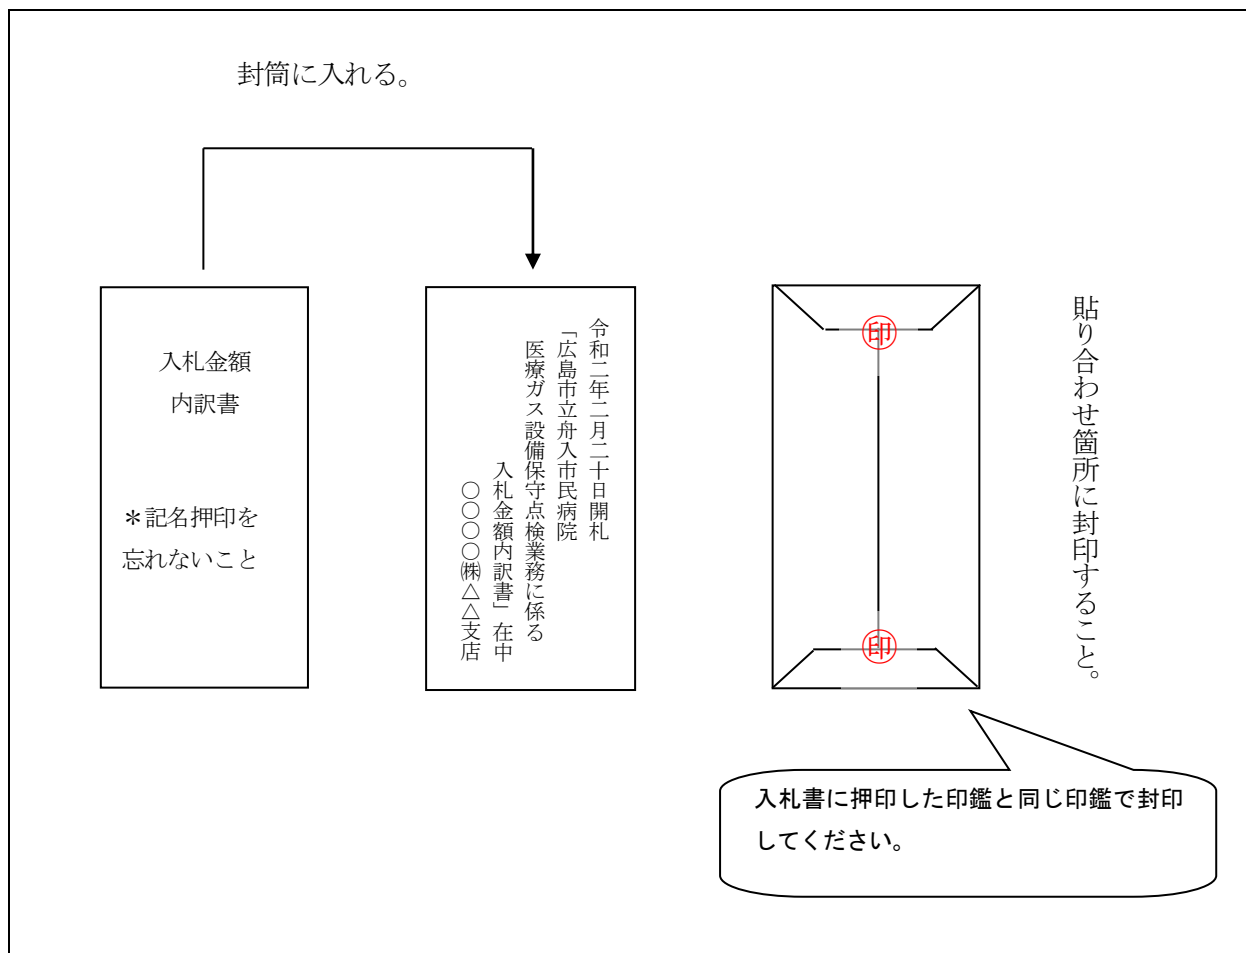 封筒に入れる。
入札金額
内訳書
＊記名押印を
忘れないこと
令和二年二月二十日開札
「広島市立舟入市民病院
医療ガス設備保守点検業務に係る
入札金額内訳書」在中
○○○○㈱△△支店
印
印
貼り合わせ箇所に封印すること。
入札書に押印した印鑑と同じ印鑑で封印
してください。